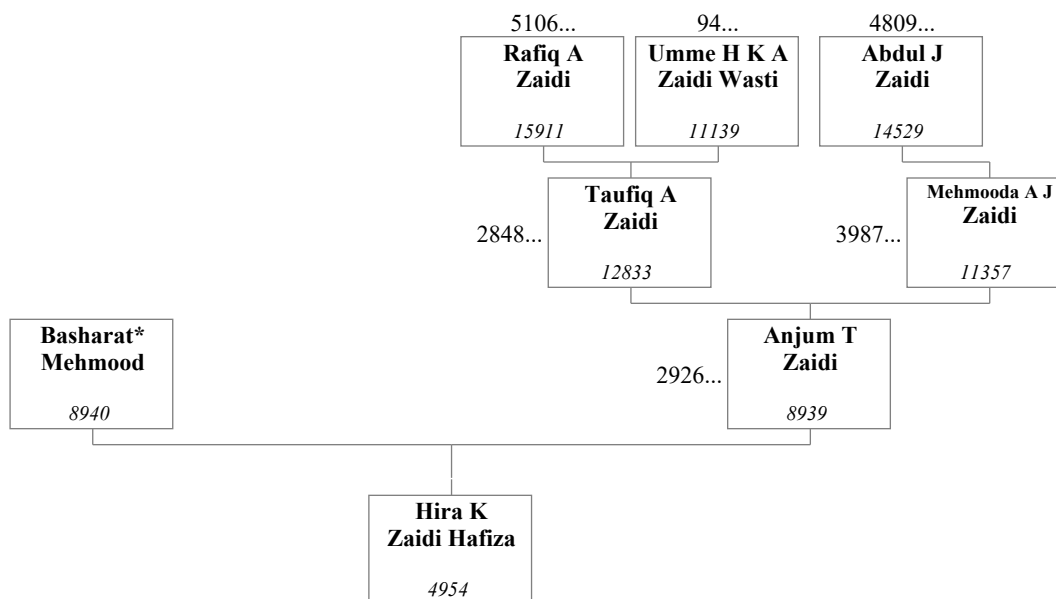 5106...
94...
4809...
Rafiq A
Zaidi
15911
Umme H K A
Zaidi Wasti
11139
Abdul J
Zaidi
14529
2848...
Taufiq A
Zaidi
12833
3987...
Mehmooda A J
Zaidi
11357
Basharat*
Mehmood
8940
2926...
Anjum T
Zaidi
8939
Hira K
Zaidi Hafiza
4954